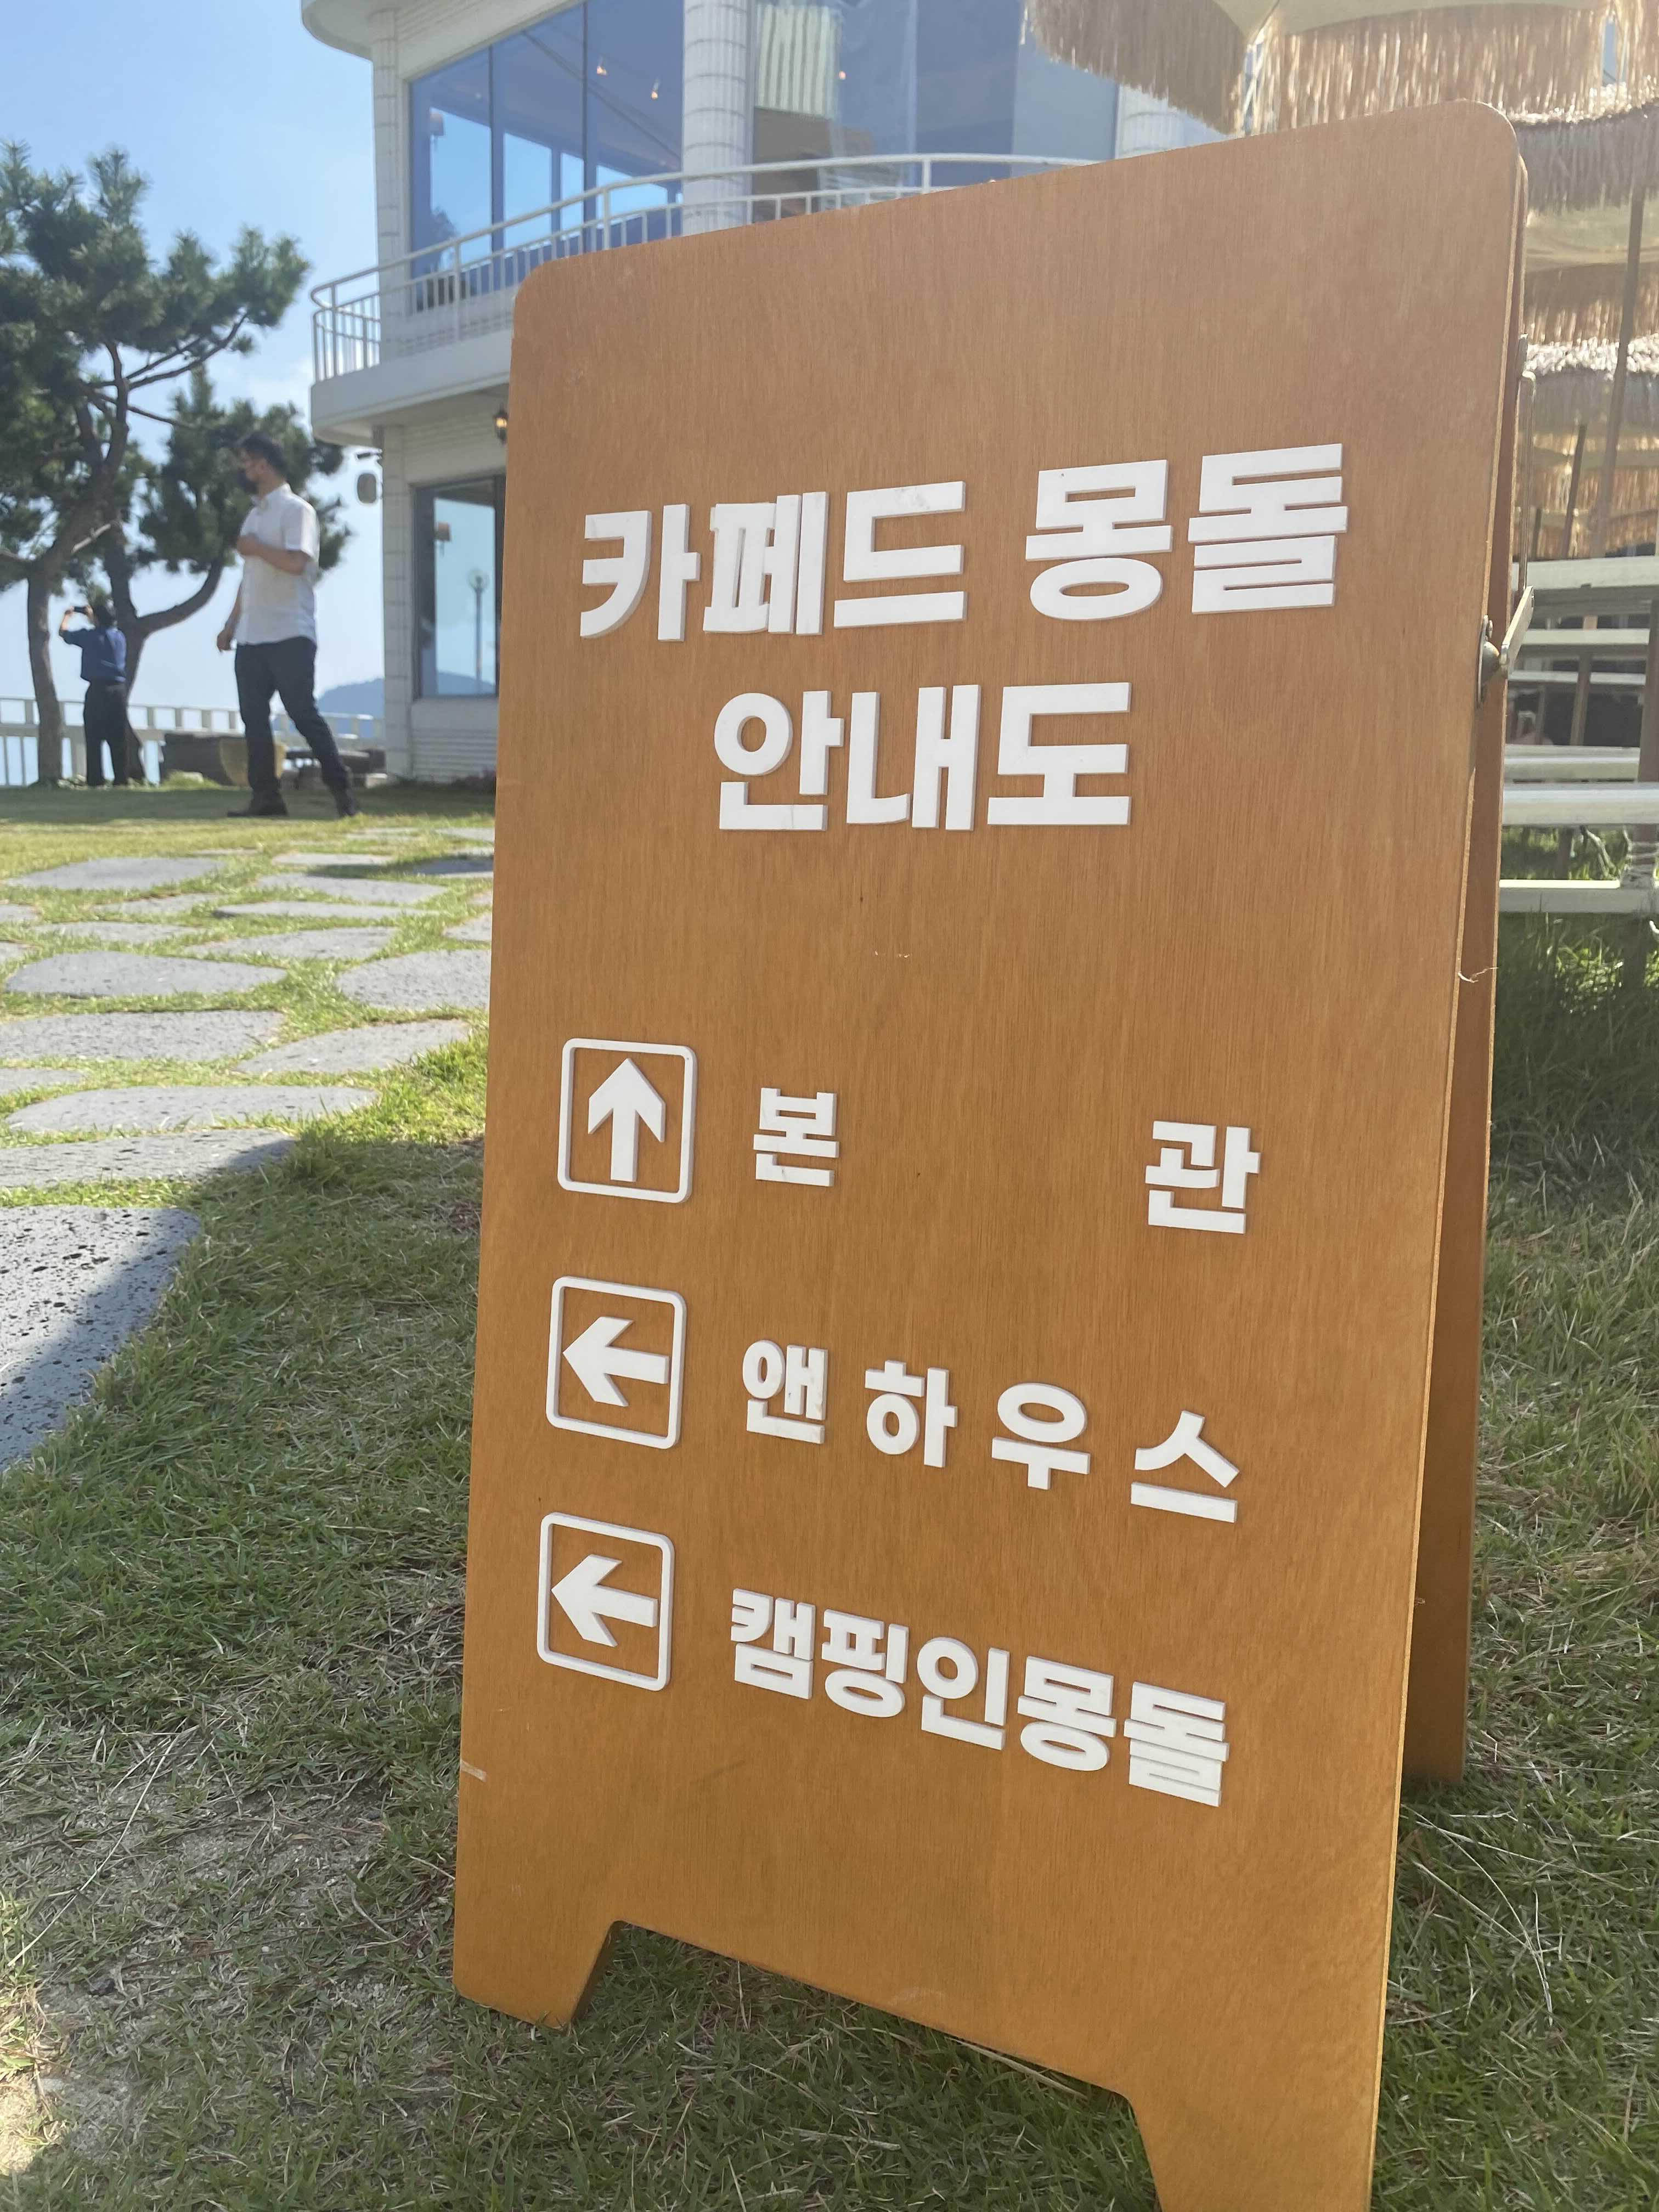 카페드 몽돌
안내도
본 관
앤하우스
캠핑인몽돌